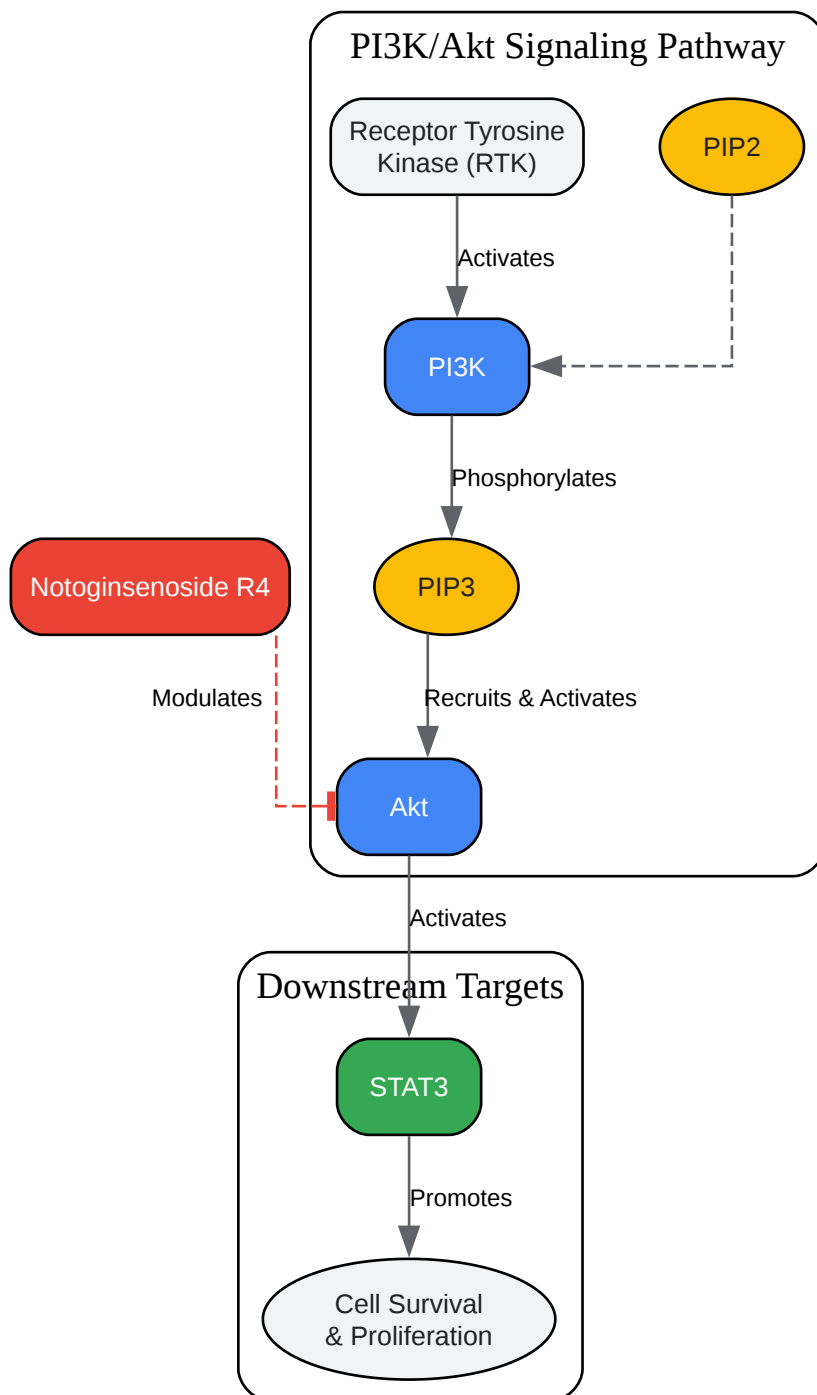 PI3K/Akt Signaling Pathway
Receptor Tyrosine
Kinase (RTK)
PIP2
Activates
PI3K
Phosphorylates
Notoginsenoside R4
PIP3
Modulates
Recruits & Activates
Akt
Activates
Downstream Targets
STAT3
Promotes
Cell Survival
& Proliferation